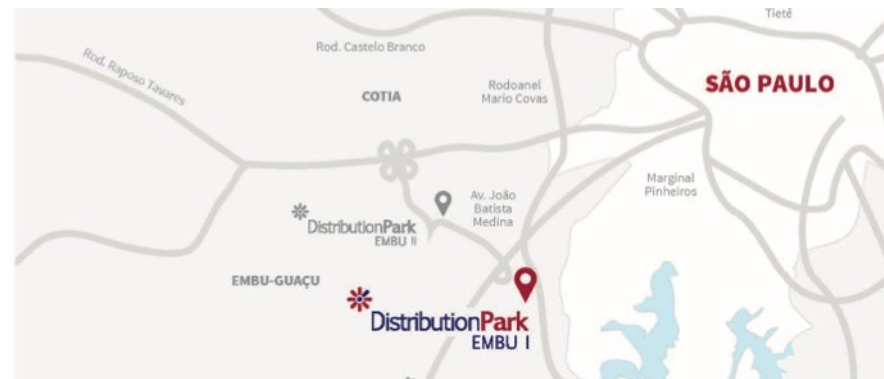 Tietê
Rod. Castelo Branco
Rod. Raposo Tavares
SÃO PAULO
COTIA
Rodoanel
Mario Covas
Marginal
Pinheiros
Av. João
Batista
Medina
DistributionPark
EMBU II
EMBU-GUAÇU
DistributionPark
EMBU I